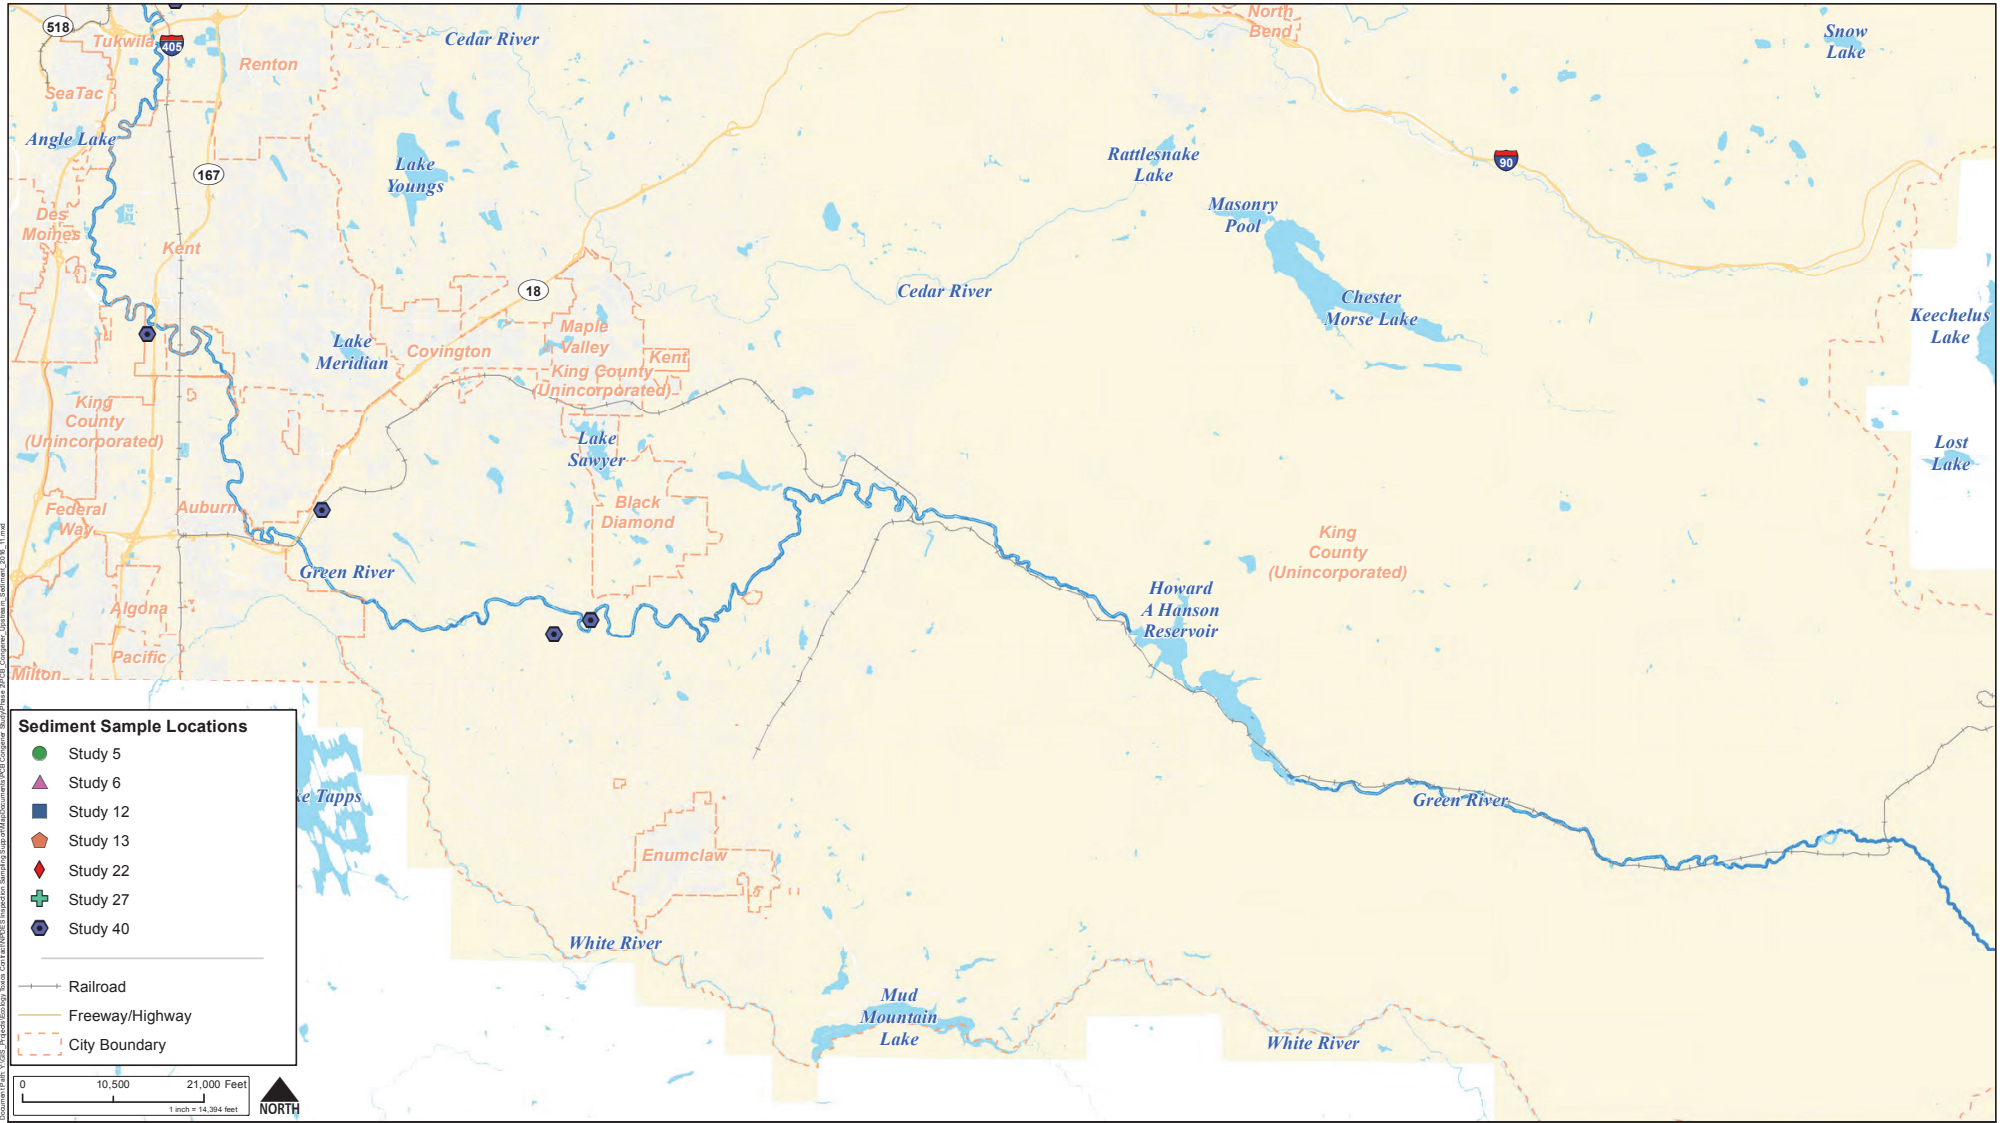 518
Tukwila
405
Renton
SeaTac
Angle Lake
Cedar River
North
Bend
Snow
Lake
Lake
Youngs
167
Rattlesnake
Lake
90
Masonry
Pool
Des
Moines
Kent
18
Cedar River
Chester
Morse Lake
Keechelus
Lake
Lake
Meridian
Covington
Maple
Valley
Kent
King County
(Unincorporated)
King
County
(Unincorporated)
Lake
Sawyer
Lost
Lake
Federal
Way
Auburn
Black
Diamond
King
County
(Unincorporated)
Green River
Howard
A Hanson
Reservoir
Algona
Pacific
Milton
ke Tapps
Green River
Enumclaw
White River
Mud
Mountain
Lake
White River
Sediment Sample Locations
Study 5
Study 6
Study 12
Study 13
Study 22
Study 27
Study 40
Railroad
Freeway/Highway
City Boundary
0 10,500 21,000 Feet
1 inch = 14,394 feet
NORTH